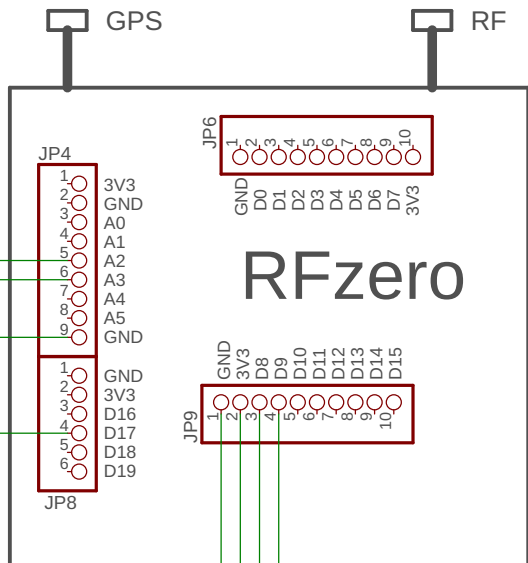 GPS
RF
JP6
1 2 3 4 5 6 7 8 9 10
GND D0 D1 D2 D3 D4 D5 D6 D7 3V3
JP4
1 3V3
2 GND
3 A0
4 A1
5 A2
6 A3
7 A4
8 A5
9 GND
RFzero
1 GND
2 3V3
3 D16
4 D17
5 D18
6 D19
JP8
GND 3V3 D8 D9 D10 D11 D12 D13 D14 D15
1 2 3 4 5 6 7 8 9 10
JP9